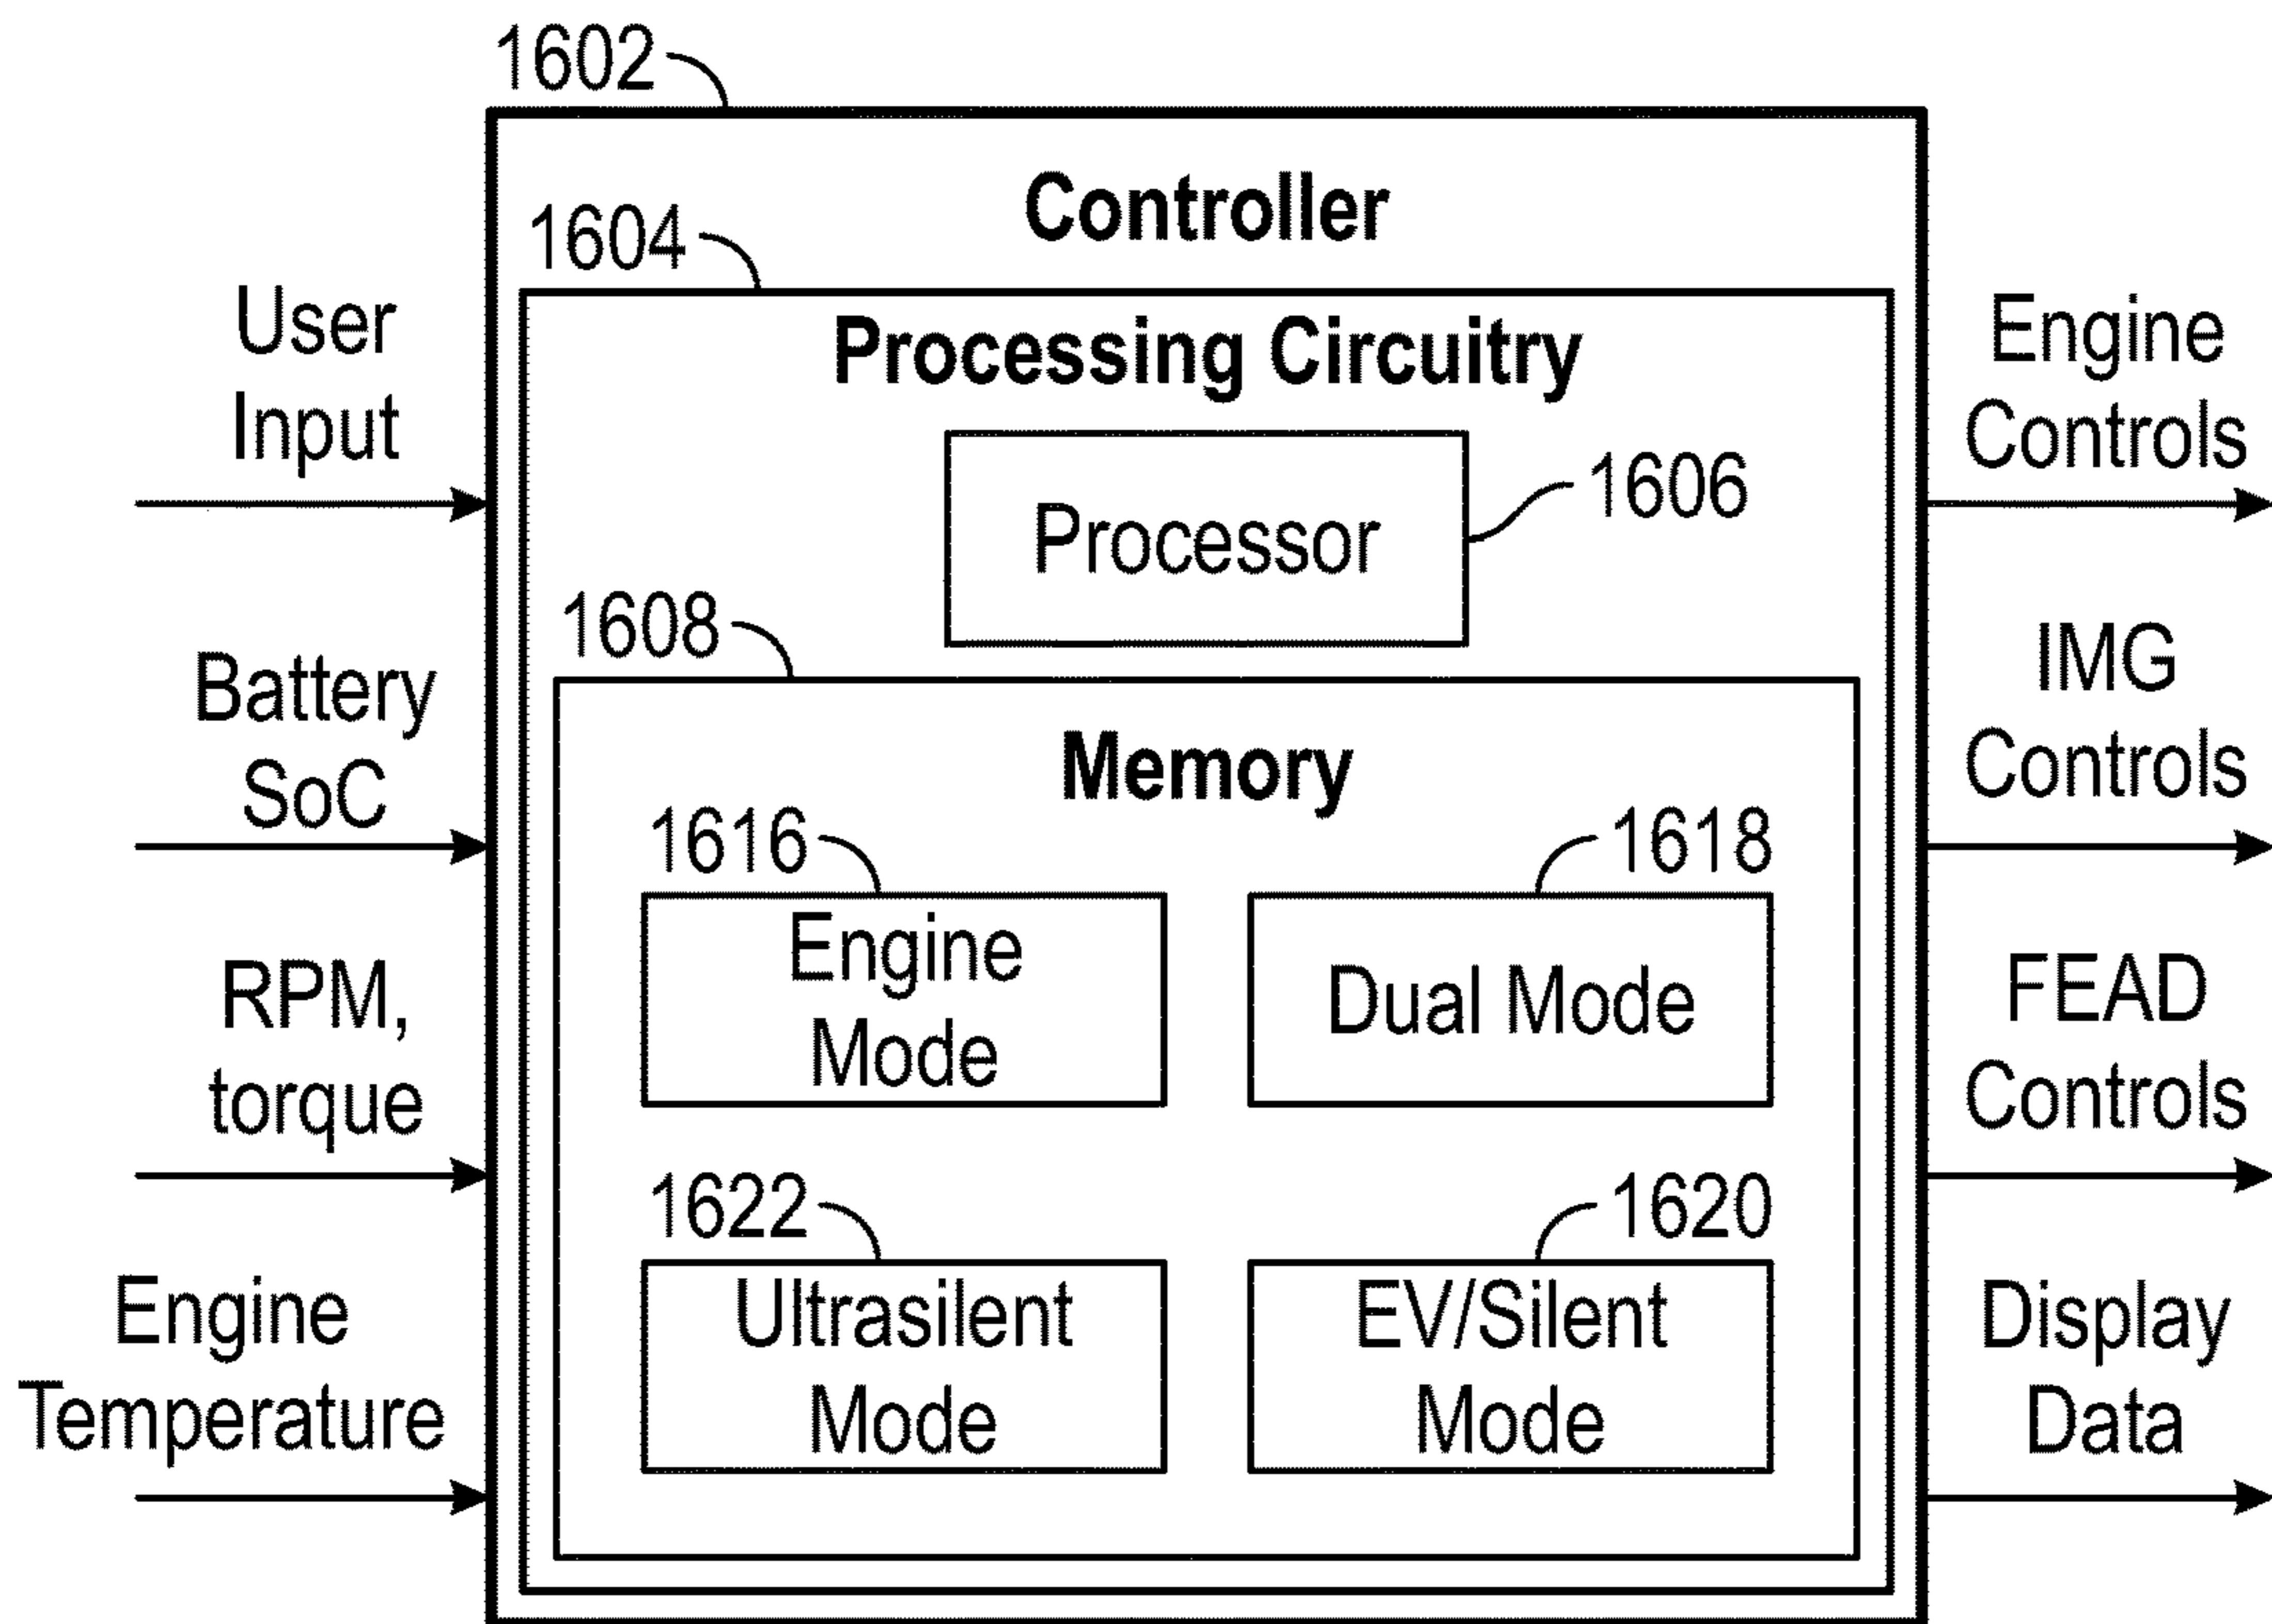 1602
Controller
1604
Processing Circuitry
User
Input
Engine
Controls
Processor
1606
1608
Battery
SoC
IMG
Controls
Memory
1616
1618
Engine
Mode
Dual Mode
RPM,
torque
FEAD
Controls
1622
1620
Ultrasilent
Mode
EV/Silent
Mode
Engine
Temperature
Display
Data